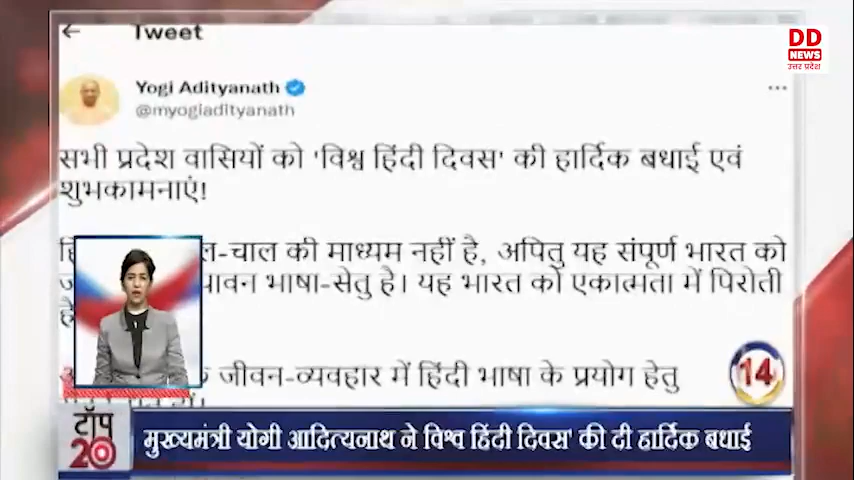 Tweet
DD
NEWS
उत्तर प्रदेश
Yogi Adityanath
@myogiadityanath
सभी प्रदेश वासियों को 'विश्व हिंदी दिवस' की हार्दिक बधाई एवं
शुभकामनाएं!
ल-चाल की माध्यम नहीं है, अपितु यह संपूर्ण भारत को
पावन भाषा-सेतु है। यह भारत को एकात्मता में पिरोती
जीवन-व्यवहार में हिंदी भाषा के प्रयोग हेतु
14
टॉप
20
मुख्यमंत्री योगी आदित्यनाथ ने विश्व हिंदी दिवस' की दी हार्दिक बधाई